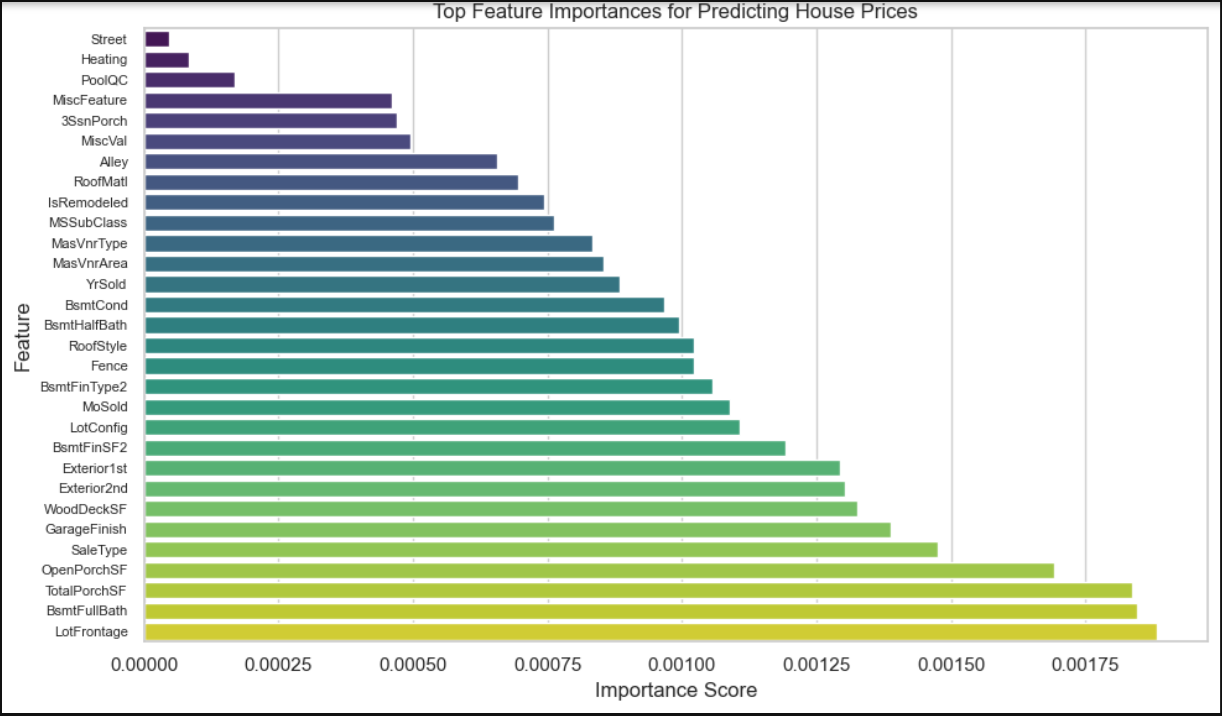 Top Feature Importances for Predicting House Prices
Street
Heating
PoolQC
MiscFeature
3SsnPorch
MiscVal
Alley
RoofMatl
IsRemodeled
MSSubClass
MasVnrType
MasVnrArea
YrSold
BsmtCond
BsmtHalfBath
RoofStyle
Fence
BsmtFinType2
MoSold
LotConfig
BsmtFinSF2
Exterior1st
Exterior2nd
WoodDeckSF
GarageFinish
SaleType
OpenPorchSF
TotalPorchSF
BsmtFullBath
LotFrontage
Feature
0.00000 0.00025 0.00050 0.00075 0.00100 0.00125 0.00150 0.00175
Importance Score